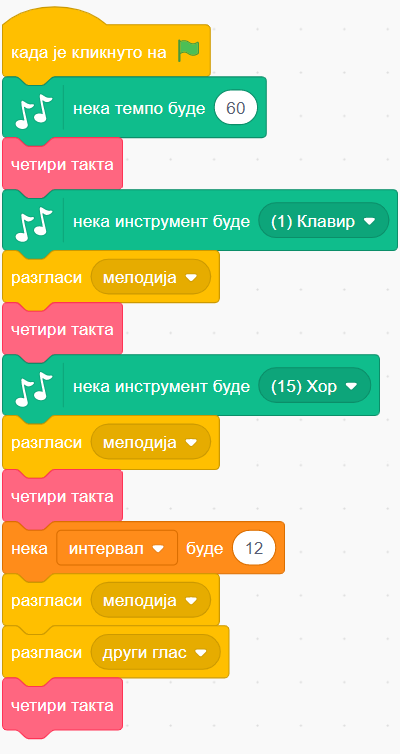 када је кликнуто на
нека темпо буде 60
четири такта
нека инструмент буде (1) Клавир
разгласи мелодија
четири такта
нека инструмент буде (15) Хор
разгласи мелодија
четири такта
нека интервал буде 12
разгласи мелодија
разгласи други глас
четири такта